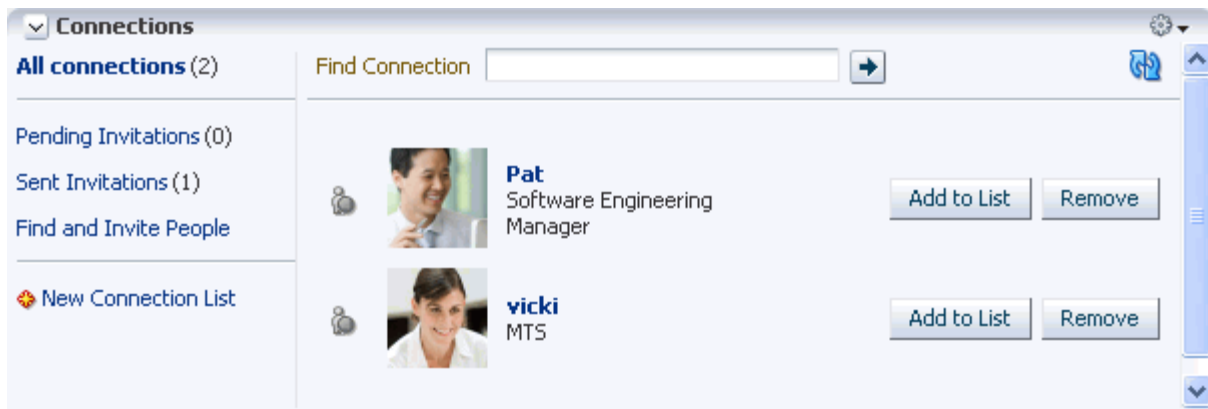 Connections
All connections (2)
Find Connection
Pending Invitations (0)
Sent Invitations (1)
Find and Invite People
New Connection List
Pat
Software Engineering
Manager
Add to List
Remove
vicki
MTS
Add to List
Remove